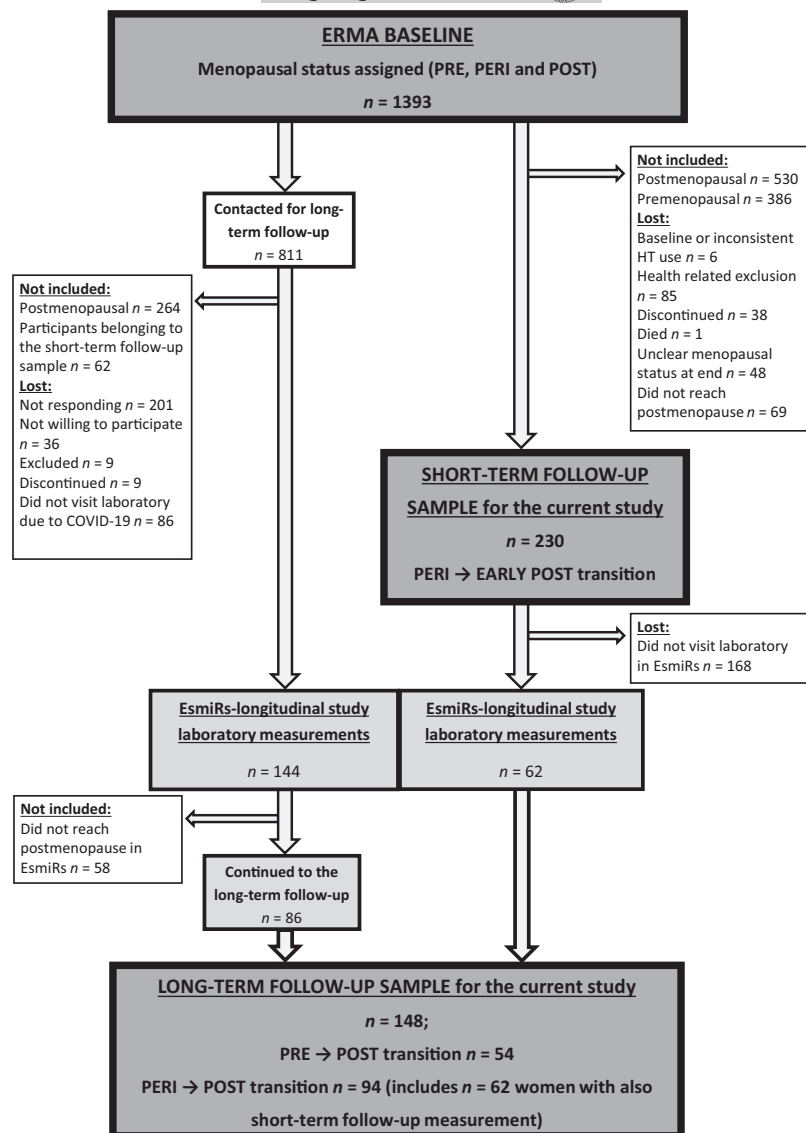 ERMA BASELINE
Menopausal status assigned (PRE, PERI and POST)
n = 1393
Not included:
Postmenopausal n = 530
Premenopausal n = 386
Lost:
Baseline or inconsistent
HT use n = 6
Health related exclusion
n = 85
Discontinued n = 38
Died n = 1
Unclear menopausal
status at end n = 48
Did not reach
postmenopause n = 69
Contacted for long-
term follow-up
n = 811
Not included:
Postmenopausal n = 264
Participants belonging to
the short-term follow-up
sample n = 62
Lost:
Not responding n = 201
Not willing to participate
n = 36
Excluded n = 9
Discontinued n = 9
Did not visit laboratory
due to COVID-19 n = 86
SHORT-TERM FOLLOW-UP
SAMPLE for the current study
n = 230
PERI → EARLY POST transition
Lost:
Did not visit laboratory
in EsmiRs n = 168
EsmiRs-longitudinal study
laboratory measurements
n = 144
EsmiRs-longitudinal study
laboratory measurements
n = 62
Not included:
Did not reach
postmenopause in
EsmiRs n = 58
Continued to the
long-term follow-up
n = 86
LONG-TERM FOLLOW-UP SAMPLE for the current study
n = 148;
PRE → POST transition n = 54
PERI → POST transition n = 94 (includes n = 62 women with also
short-term follow-up measurement)